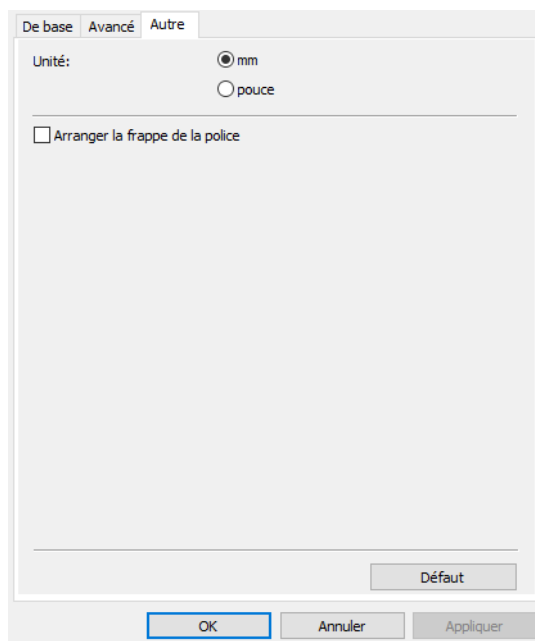 De base Avancé Autre
Unité: mm
pouce
Arranger la frappe de la police
Défaut
OK Annuler Appliquer